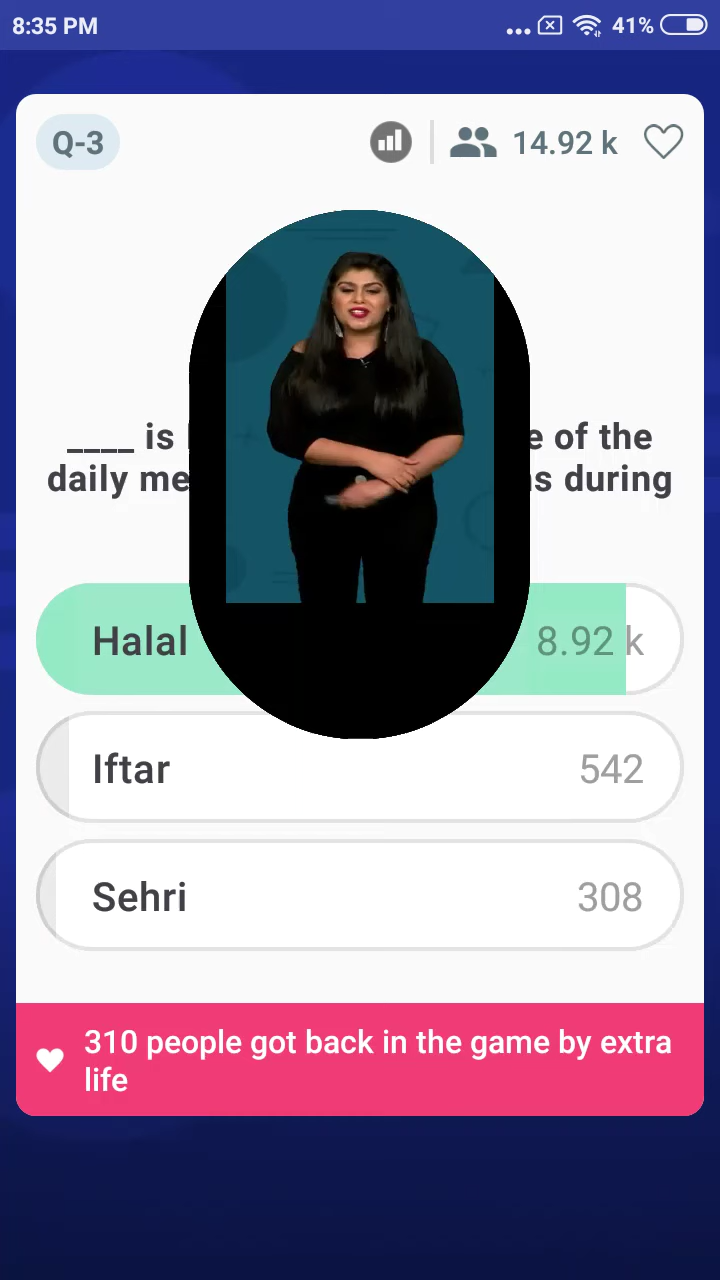 8:35 PM 41%
Q-3 14.92 k
____ is e of the
daily me s during
Halal 8.92 k
Iftar 542
Sehri 308
310 people got back in the game by extra
life